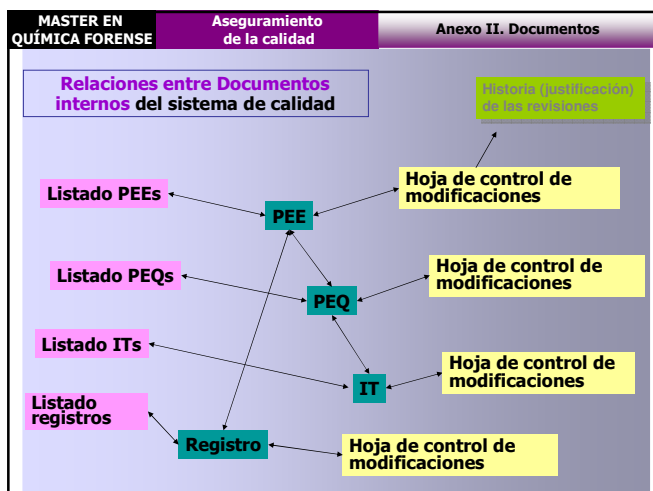 MASTER EN
QUÍMICA FORENSE
Aseguramiento
de la calidad
Anexo II. Documentos
Relaciones entre Documentos
internos del sistema de calidad
Historia (justificación)
de las revisiones
Listado PEEs
PEE
Hoja de control de
modificaciones
Listado PEQs
PEQ
Hoja de control de
modificaciones
Listado ITs
IT
Hoja de control de
modificaciones
Listado
registros
Registro
Hoja de control de
modificaciones